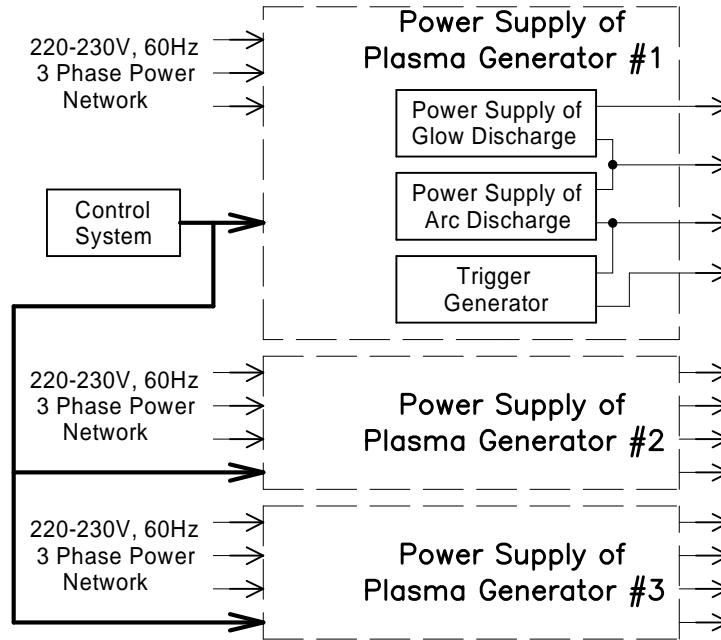 Power Supply of
Plasma Generator #1
220-230V, 60Hz
3 Phase Power
Network
Power Supply of
Glow Discharge
Power Supply of
Arc Discharge
Control
System
Trigger
Generator
220-230V, 60Hz
3 Phase Power
Network
Power Supply of
Plasma Generator #2
220-230V, 60Hz
3 Phase Power
Network
Power Supply of
Plasma Generator #3